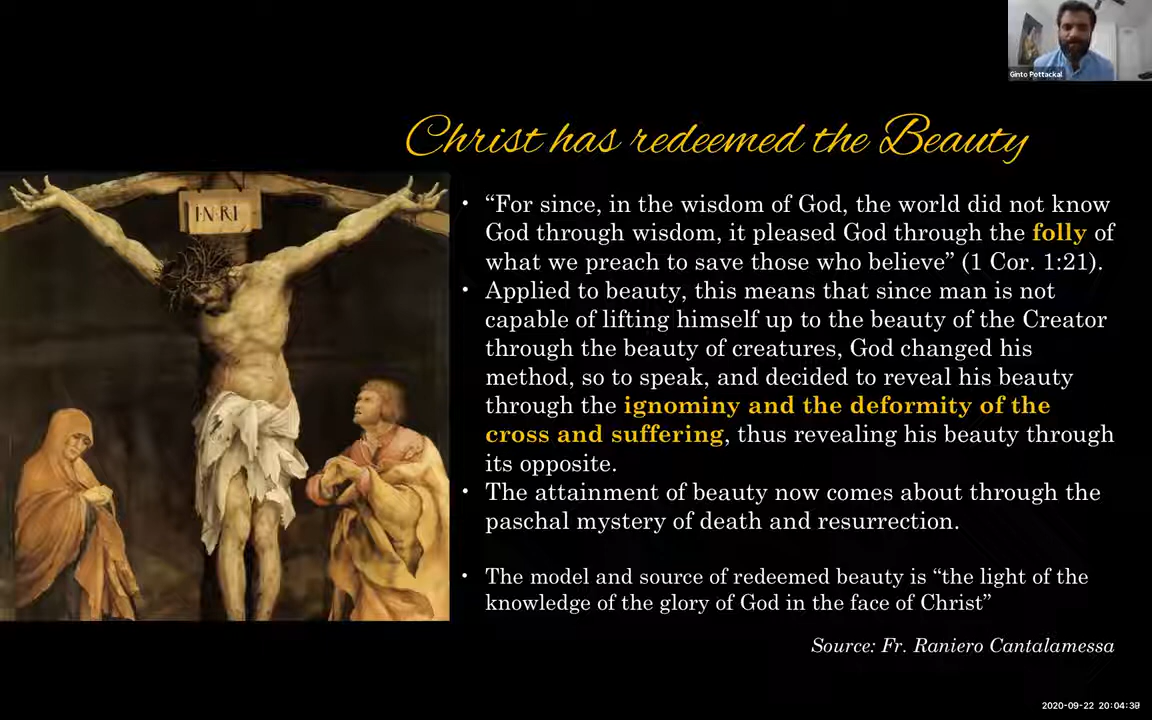 Ginto Pottackal
Christ has redeemed the Beauty
I·N·R·I
• “For since, in the wisdom of God, the world did not know
God through wisdom, it pleased God through the folly of
what we preach to save those who believe” (1 Cor. 1:21).
• Applied to beauty, this means that since man is not
capable of lifting himself up to the beauty of the Creator
through the beauty of creatures, God changed his
method, so to speak, and decided to reveal his beauty
through the ignominy and the deformity of the
cross and suffering, thus revealing his beauty through
its opposite.
• The attainment of beauty now comes about through the
paschal mystery of death and resurrection.
• The model and source of redeemed beauty is “the light of the
knowledge of the glory of God in the face of Christ”
Source: Fr. Raniero Cantalamessa
2020-09-22